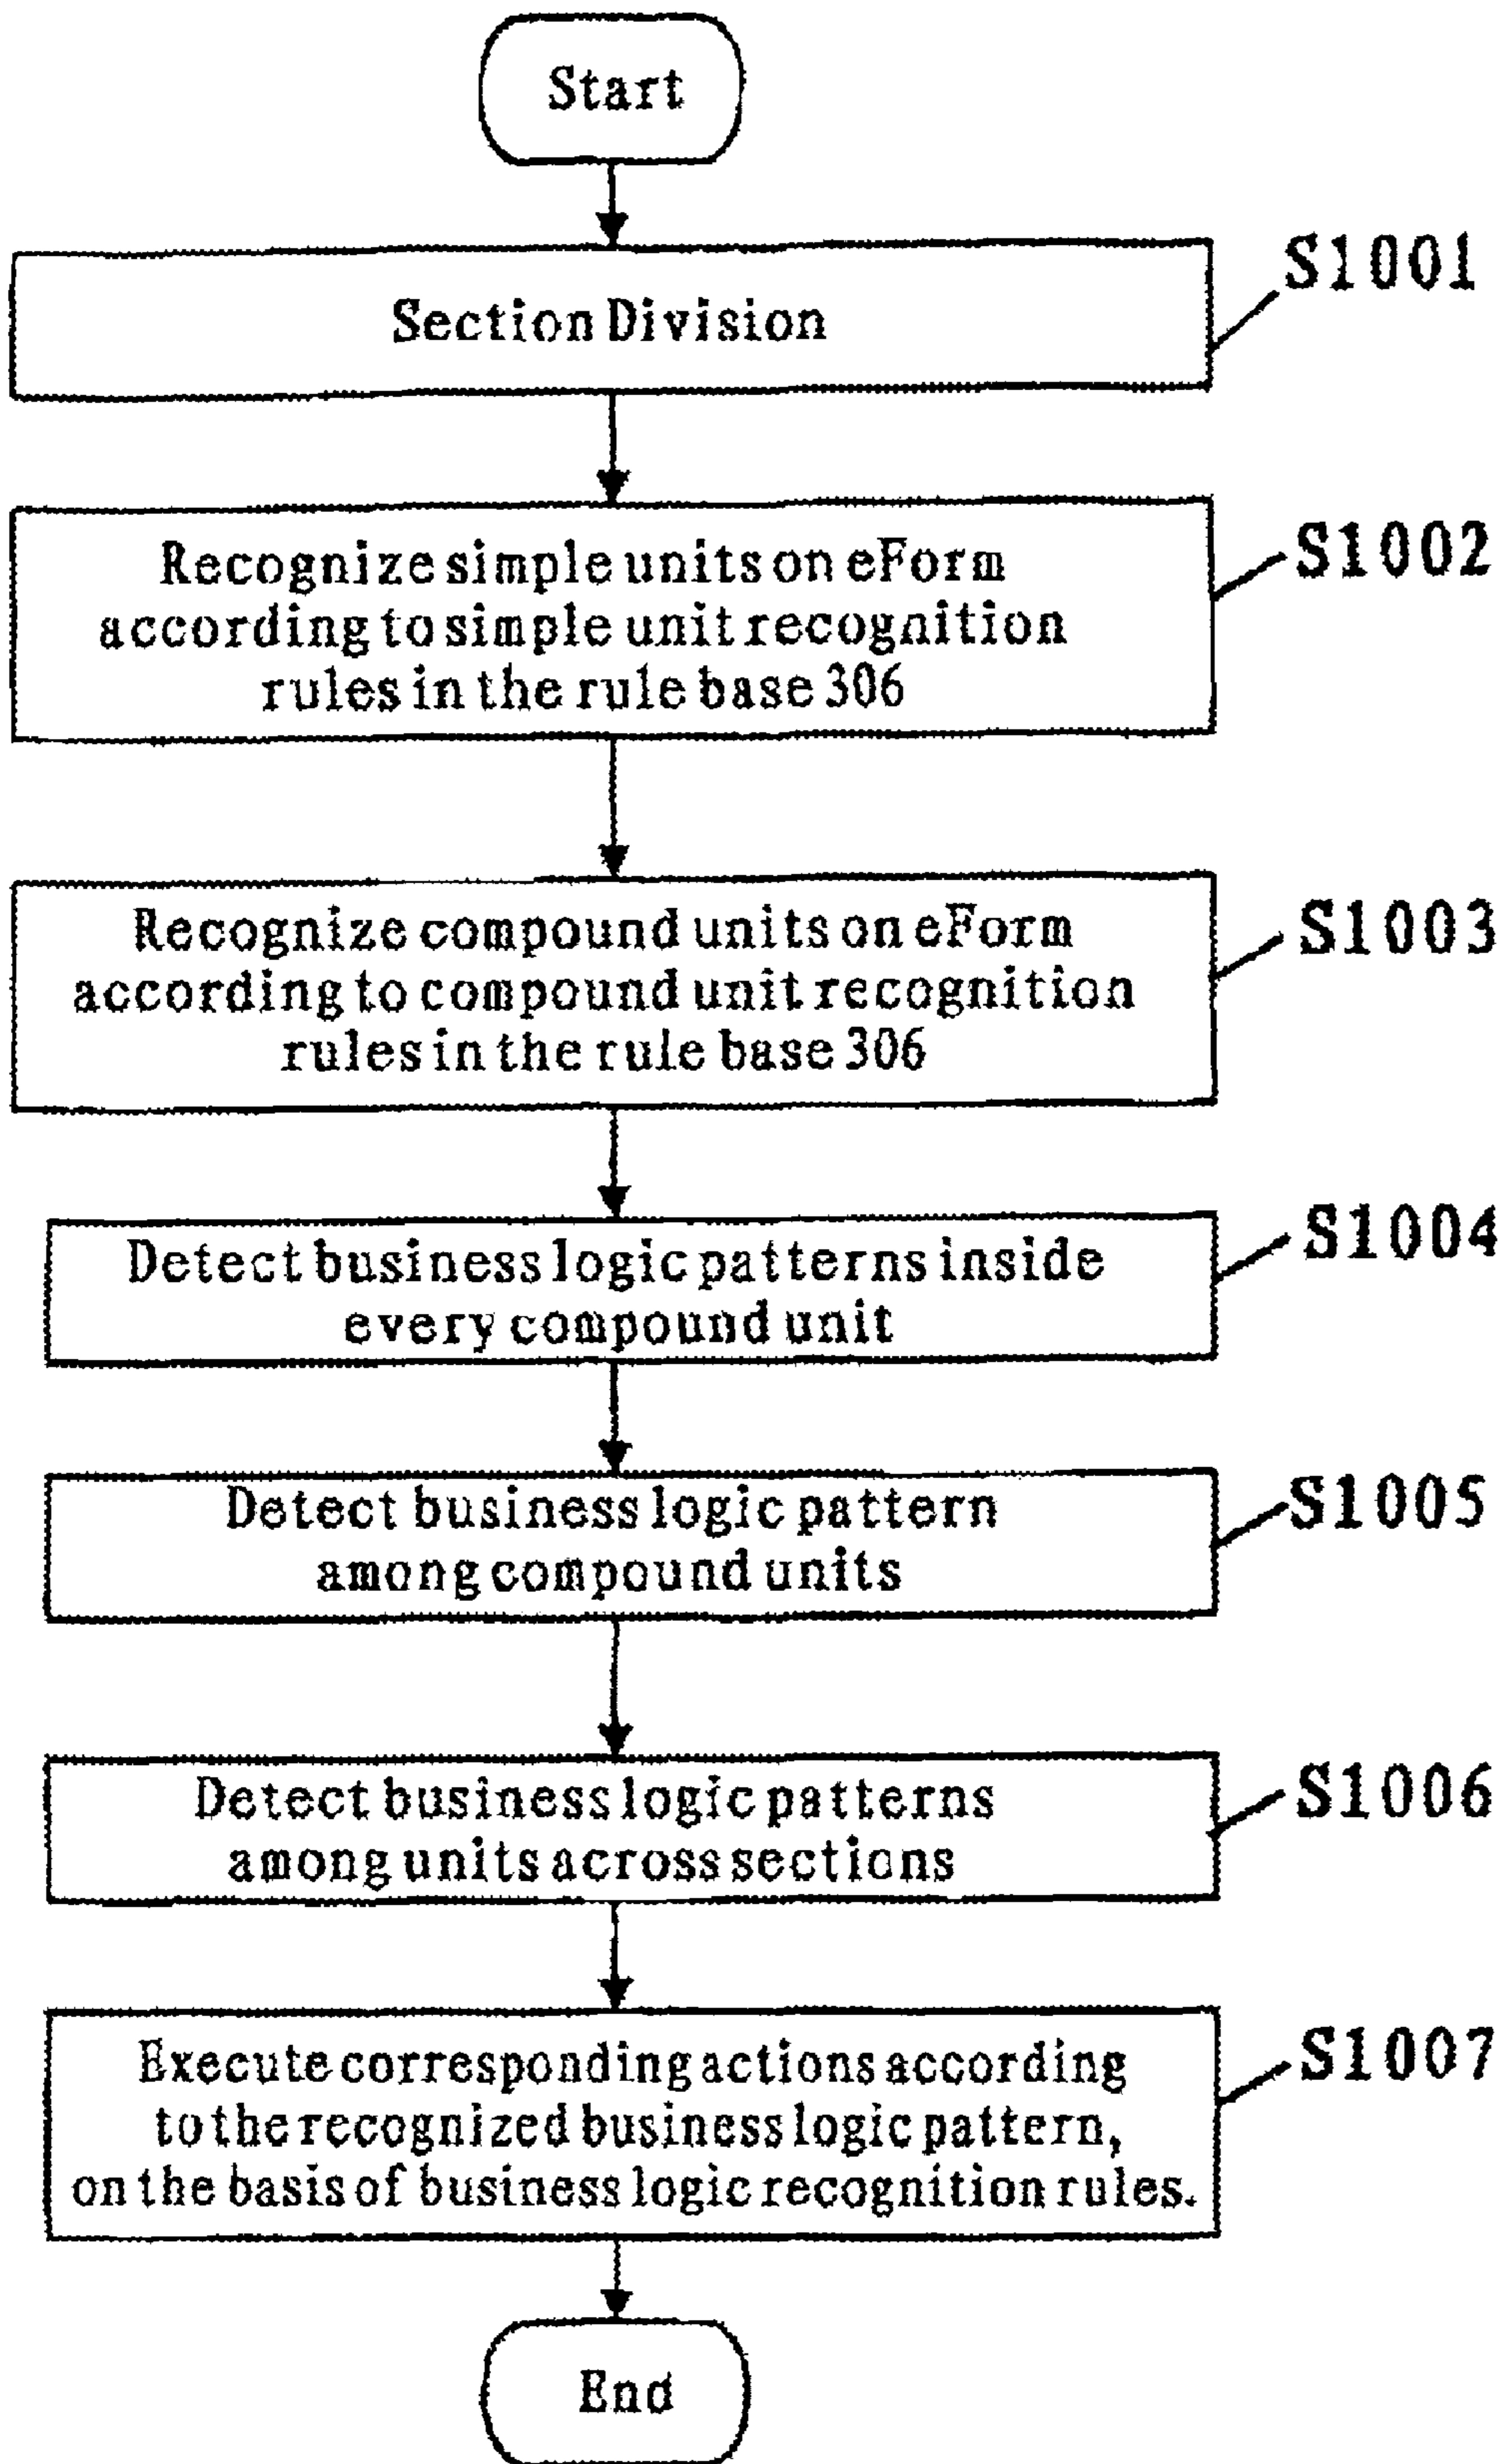 Start
S1001
Section Division
S1002
Recognize simple units on eForm
according to simple unit recognition
rules in the rule base 306
S1003
Recognize compound units on eForm
according to compound unit recognition
rules in the rule base 306
S1004
Detect business logic patterns inside
every compound unit
S1005
Detect business logic pattern
among compound units
S1006
Detect business logic patterns
among units across sections
S1007
Execute corresponding actions according
to the recognized business logic pattern,
on the basis of business logic recognition rules.
End